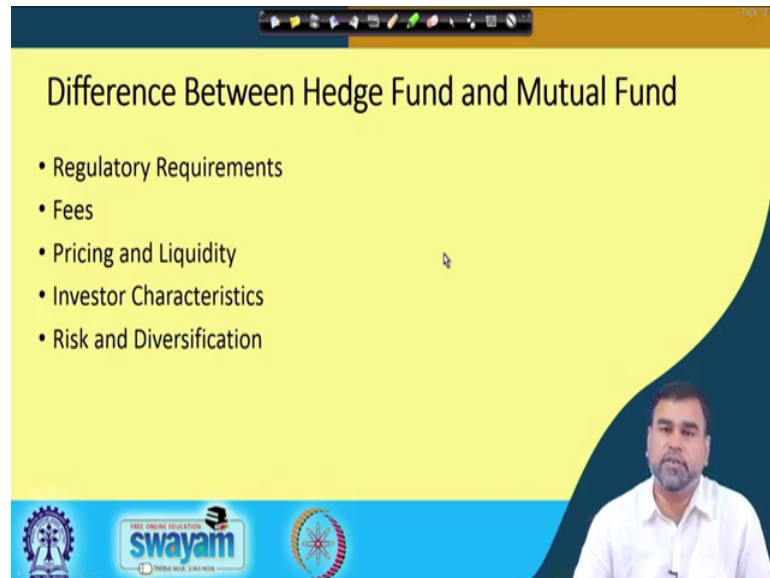 Difference Between Hedge Fund and Mutual Fund
• Regulatory Requirements
• Fees
• Pricing and Liquidity
• Investor Characteristics
• Risk and Diversification
FREE ONLINE EDUCATION
swayam